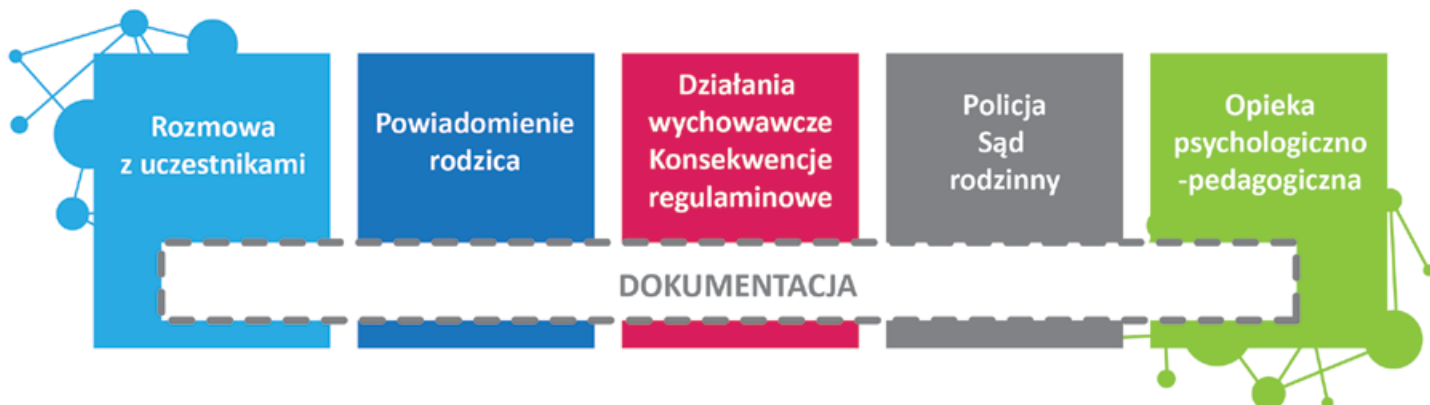 Rozmowa
z uczestnikami
Powiadomienie
rodzica
Działania
wychowawcze
Konsekwencje
regulaminowe
Policja
Sąd
rodzinny
Opieka
psychologiczno
-pedagogiczna
DOKUMENTACJA